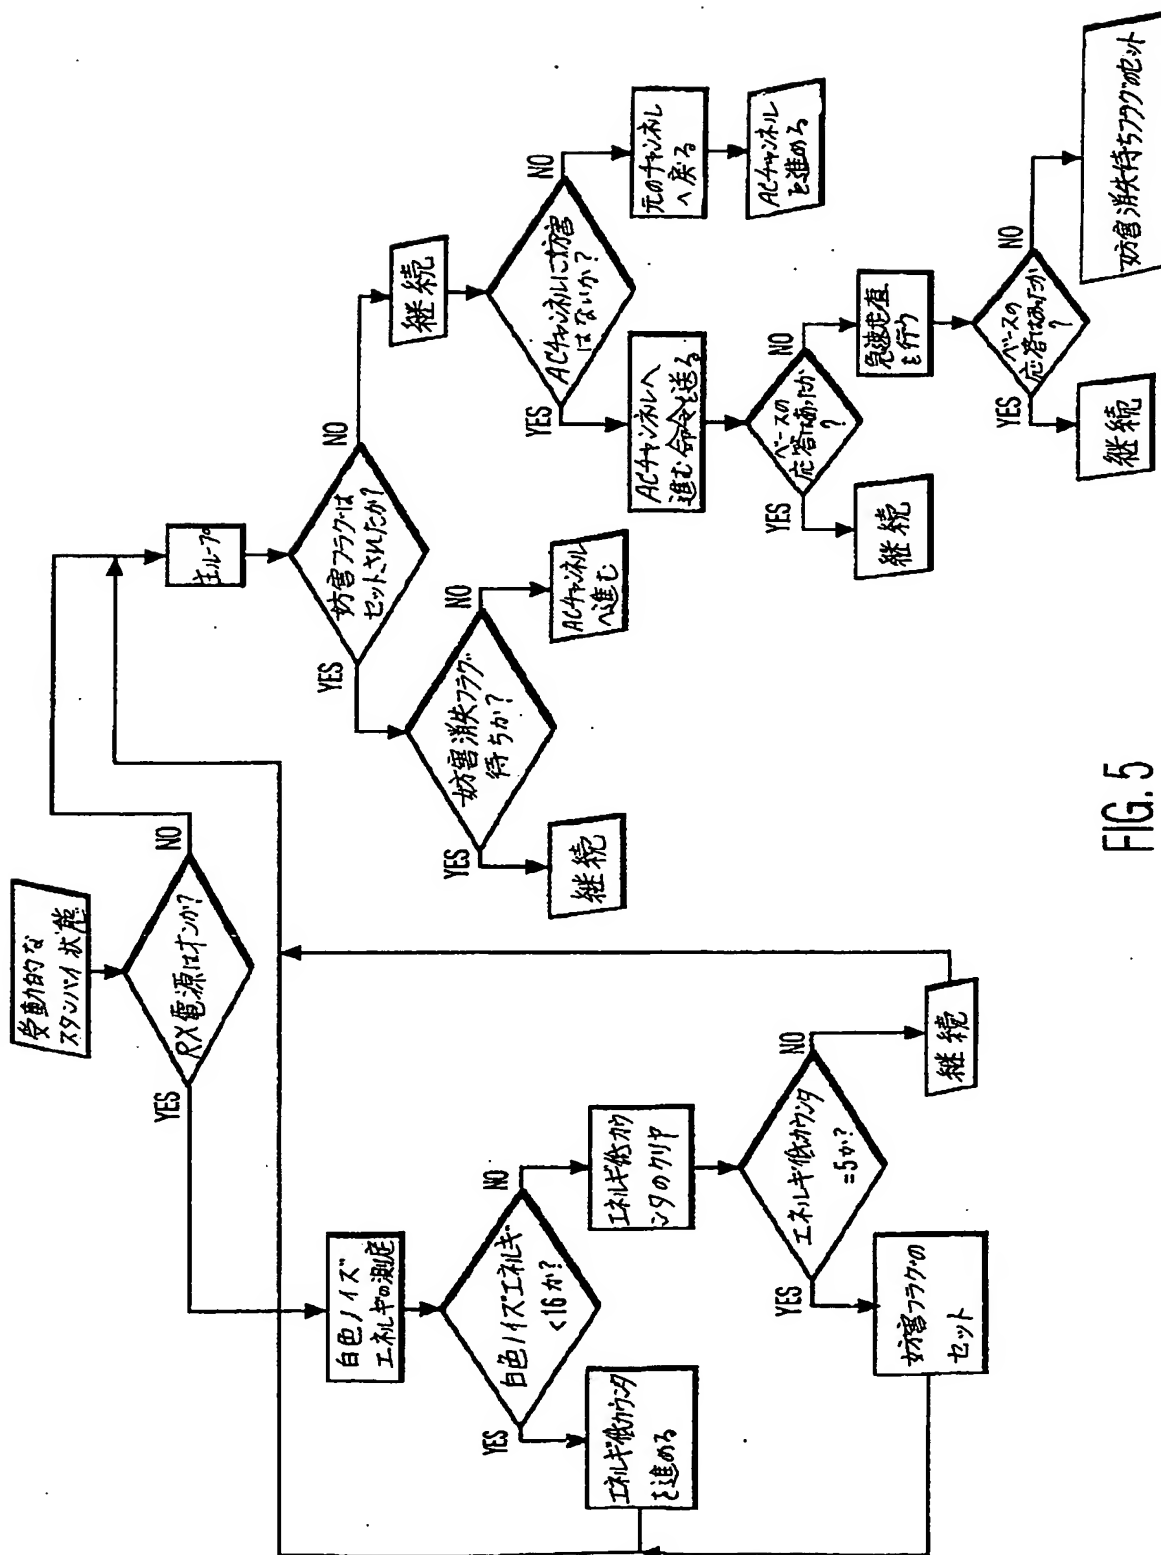 受動的な
スタンバイ状態
RX電源はオンか?
YES
NO
白色ノイズ
エネルギの測定
白色ノイズエネルギ
<16か?
YES
NO
エネルギ低カウンタ
を進める
エネルギ低カウ
ンタのクリヤ
エネルギ低カウンタ
=5か?
YES
NO
妨害フラグの
セット
継続
主ループ
妨害フラグは
セットされたか?
YES
NO
妨害消失フラグ
待ちか?
YES
NO
継続
ACチャンネル
へ進む
継続
ACチャンネルに妨害
はないか?
YES
NO
元のチャンネル
へ戻る
ACチャンネル
を進める
ACチャンネルへ
進む命令を送る
ベースの
応答はあったか
?
YES
NO
継続
急速走査
を行う
ベースの
応答はあったか
?
YES
NO
継続
妨害消失待ちフラグのセット
FIG. 5